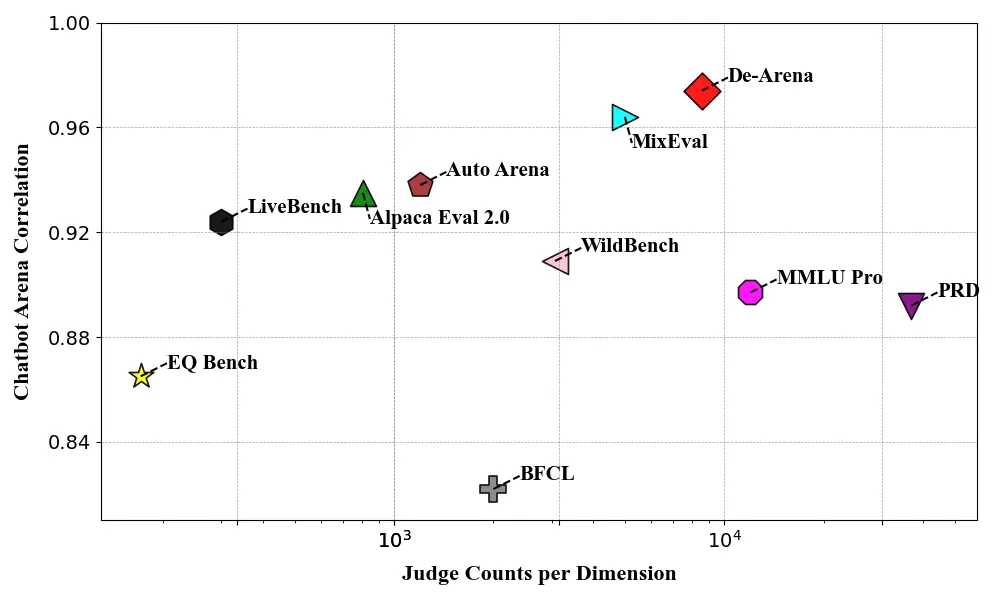 1.00
De-Arena
0.96
MixEval
Auto Arena
LiveBench
Alpaca Eval 2.0
0.92
WildBench
MMLU Pro
PRD
0.88
EQ Bench
0.84
BFCL
10³
10⁴
Judge Counts per Dimension
Chatbot Arena Correlation